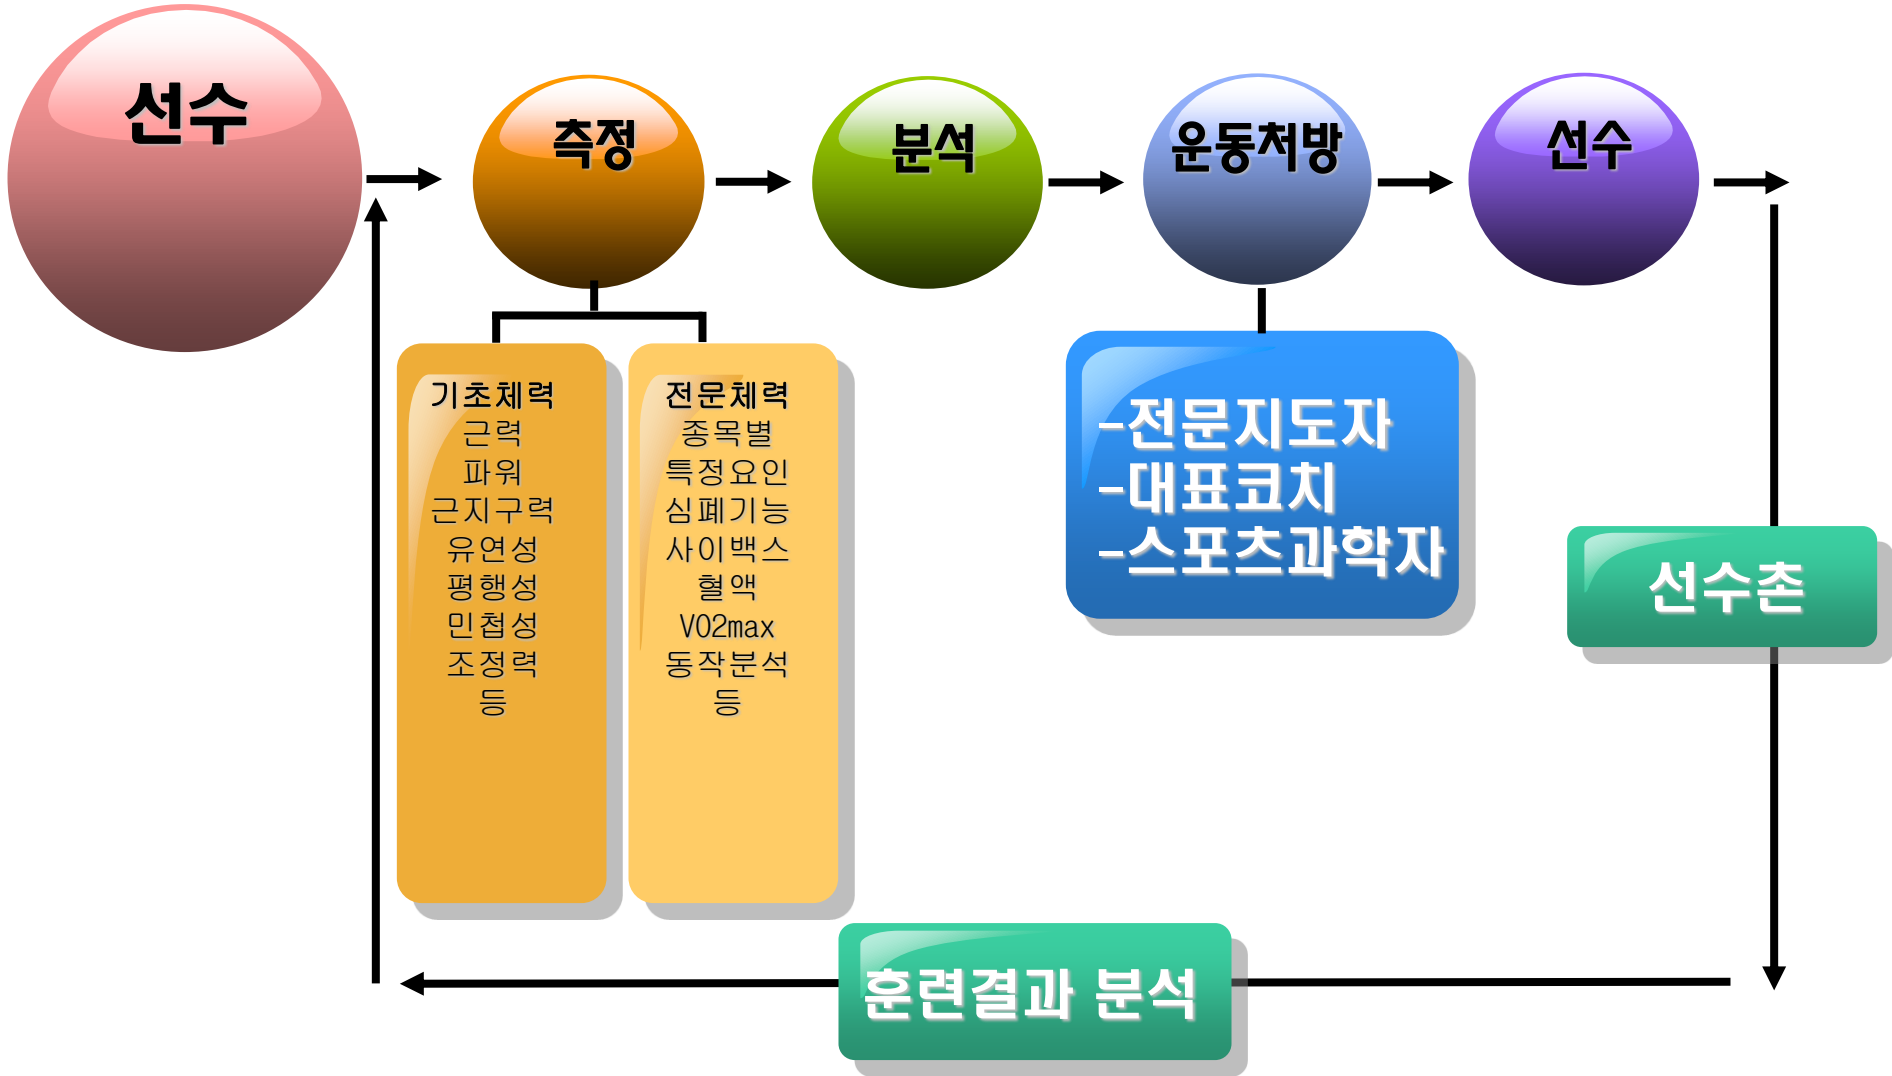 선수
측정
분석
운동처방
선수
기초체력
근력
파워
근지구력
유연성
평행성
민첩성
조정력
등
전문체력
종목별
특정요인
심폐기능
사이백스
혈액
V02max
동작분석
등
-전문지도자
-대표코치
-스포츠과학자
선수촌
훈련결과 분석